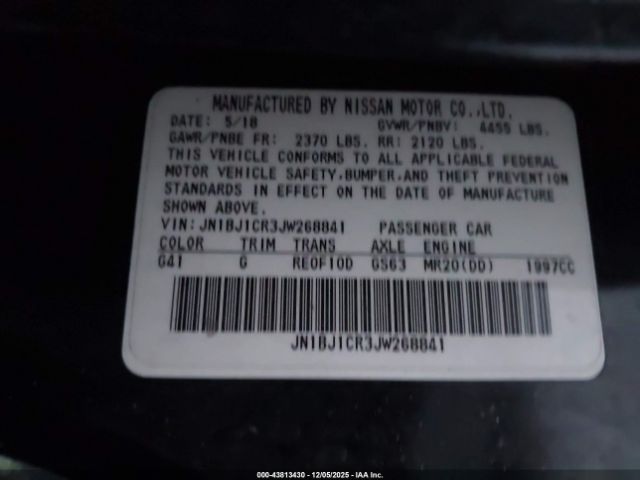 MANUFACTURED BY NISSAN MOTOR CO.,LTD.
DATE: 5/18 GVWR/PNBV: 4455 LBS.
GAWR/PNBE FR: 2370 LBS. RR: 2120 LBS.
THIS VEHICLE CONFORMS TO ALL APPLICABLE FEDERAL
MOTOR VEHICLE SAFETY,BUMPER,AND THEFT PREVENTION
STANDARDS IN EFFECT ON THE DATE OF MANUFACTURE
SHOWN ABOVE.
VIN: JN1BJ1CR3JW268841 PASSENGER CAR
COLOR TRIM TRANS AXLE ENGINE
G41 G RE0F10D GS63 MR20(DD) 1997CC
JN1BJ1CR3JW268841
000-43813430 - 12/05/2025 - IAA Inc.